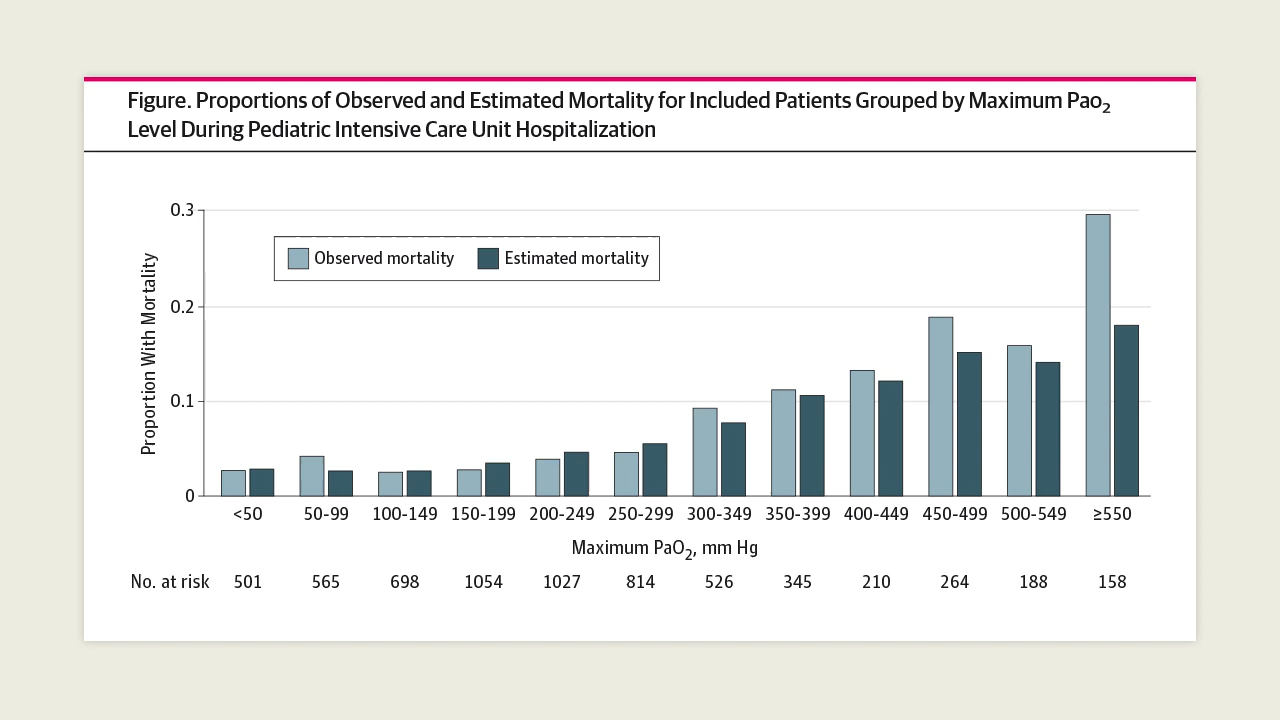 Figure. Proportions of Observed and Estimated Mortality for Included Patients Grouped by Maximum Pao₂
Level During Pediatric Intensive Care Unit Hospitalization
Proportion With Mortality
0.3
0.2
0.1
0
Observed mortality Estimated mortality
<50 50-99 100-149 150-199 200-249 250-299 300-349 350-399 400-449 450-499 500-549 ≥550
Maximum PaO₂, mm Hg
No. at risk 501 565 698 1054 1027 814 526 345 210 264 188 158